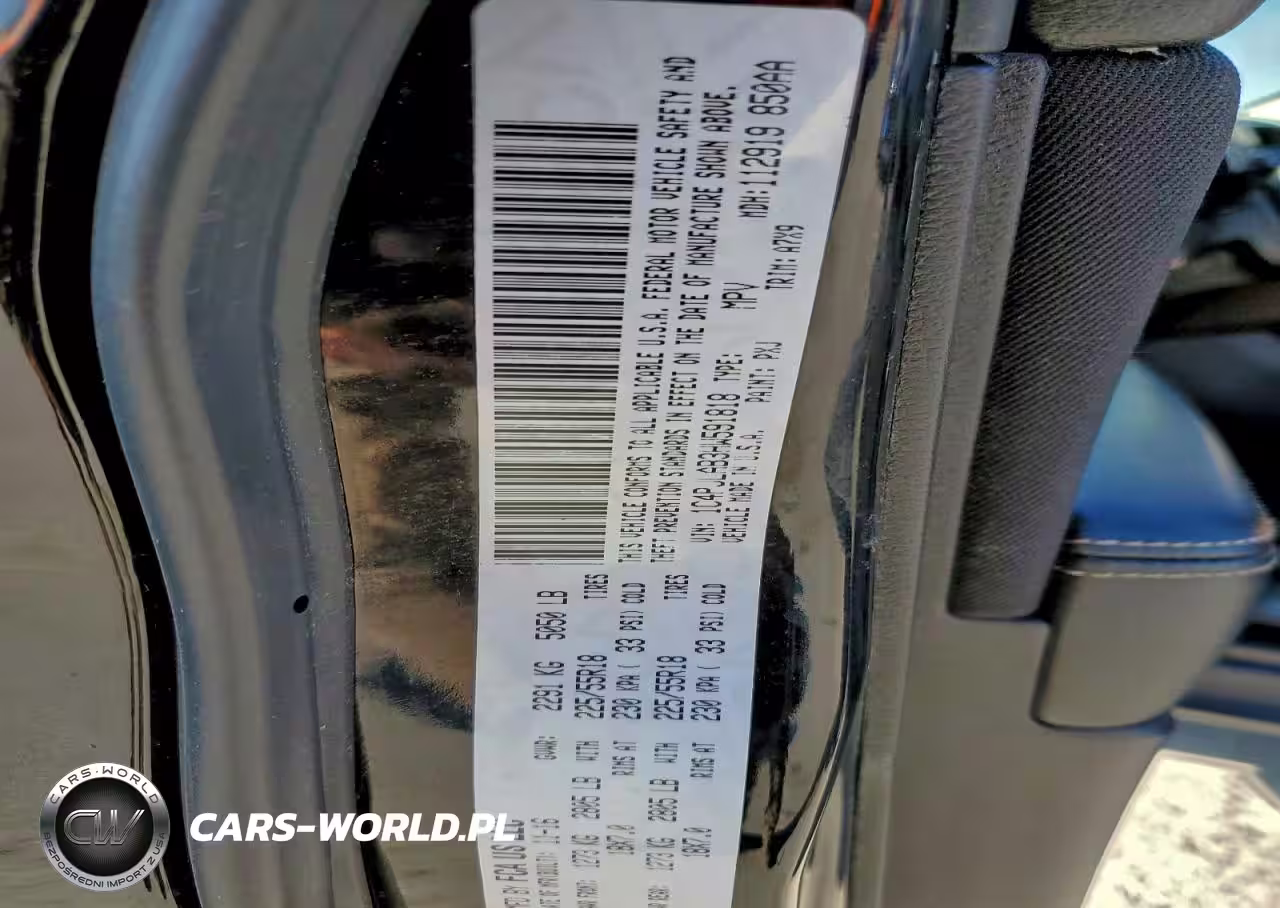 MFD BY FCA US LLC
DATE OF MFR(BUILT): 11-16 GVWR: 2291 KG 5050 LB
1273 KG 2805 LB WITH 225/55R18 TIRES
18X7.0 RIMS AT 230 KPA ( 33 PSI) COLD
1273 KG 2805 LB WITH 225/55R18 TIRES
18X7.0 RIMS AT 230 KPA ( 33 PSI) COLD
THIS VEHICLE CONFORMS TO ALL APPLICABLE U.S.A. FEDERAL MOTOR VEHICLE SAFETY AND
THEFT PREVENTION STANDARDS IN EFFECT ON THE DATE OF MANUFACTURE SHOWN ABOVE.
VIN: 1C4PJLAB3HW591818 TYPE: MPV MDH:112919 850AA
VEHICLE MADE IN U.S.A. PAINT: PXJ TRIM: A7X9
CARS-WORLD
CW
BEZPOŚREDNI IMPORT Z USA
CARS-WORLD.PL